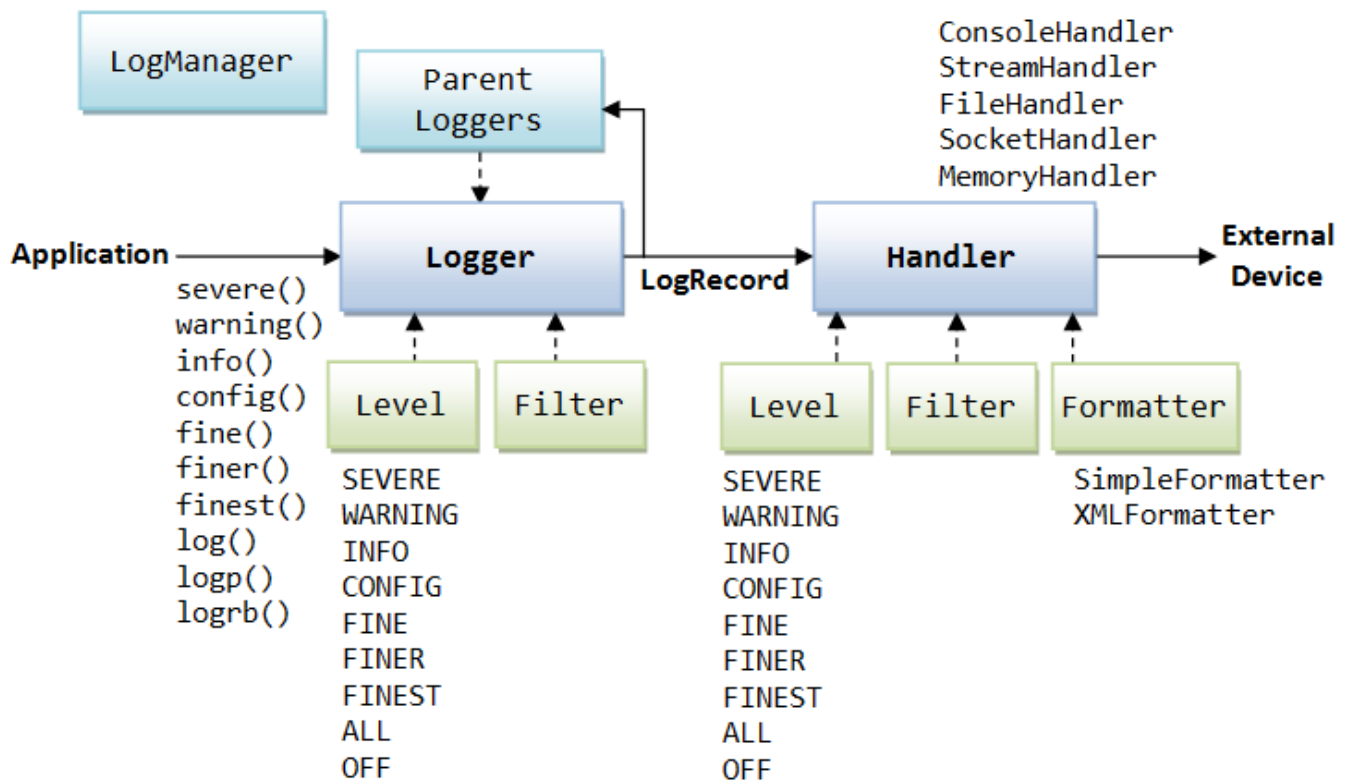 LogManager
Parent
Loggers
ConsoleHandler
StreamHandler
FileHandler
SocketHandler
MemoryHandler
Application
Logger
LogRecord
Handler
External
Device
severe()
warning()
info()
config()
fine()
finer()
finest()
log()
logp()
logrb()
Level
Filter
SEVERE
WARNING
INFO
CONFIG
FINE
FINER
FINEST
ALL
OFF
Level
Filter
Formatter
SEVERE
WARNING
INFO
CONFIG
FINE
FINER
FINEST
ALL
OFF
SimpleFormatter
XMLFormatter